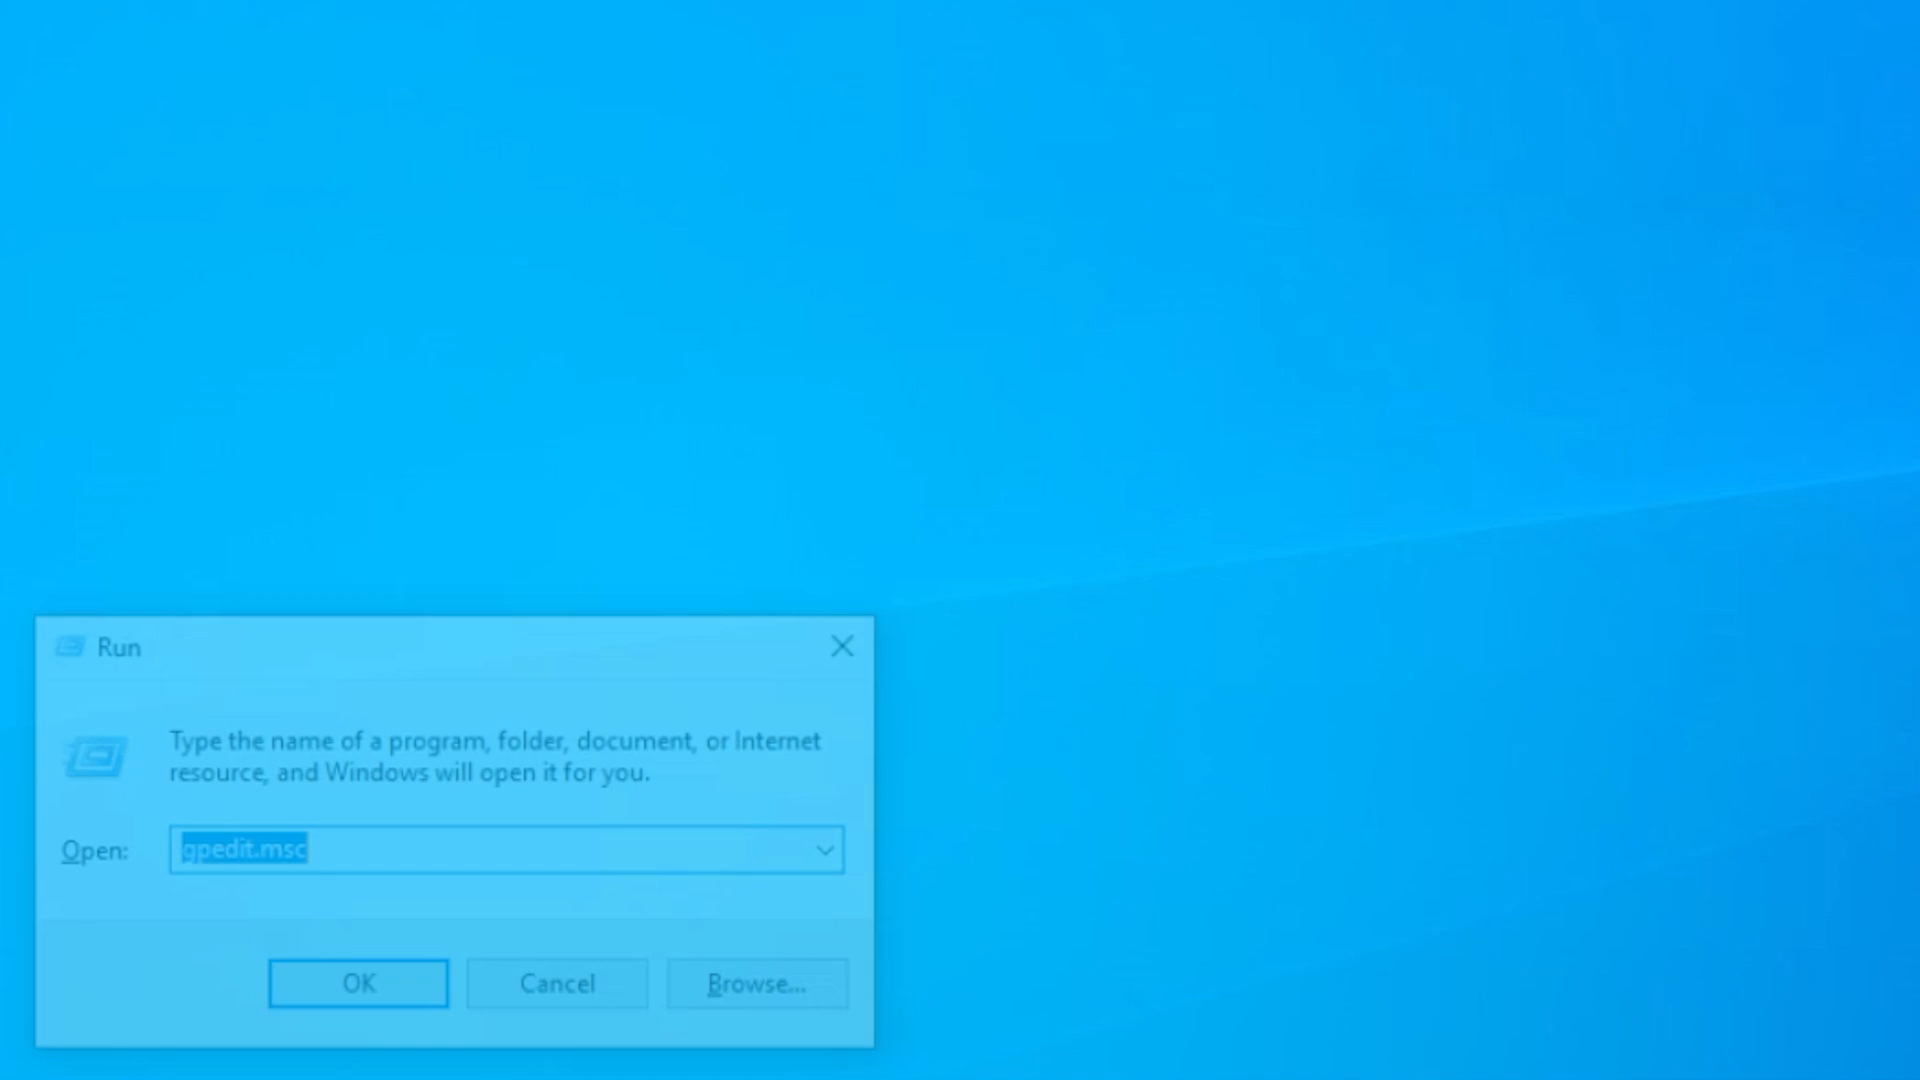 Run
Type the name of a program, folder, document, or Internet
resource, and Windows will open it for you.
Open:
gpedit.msc
OK
Cancel
Browse...